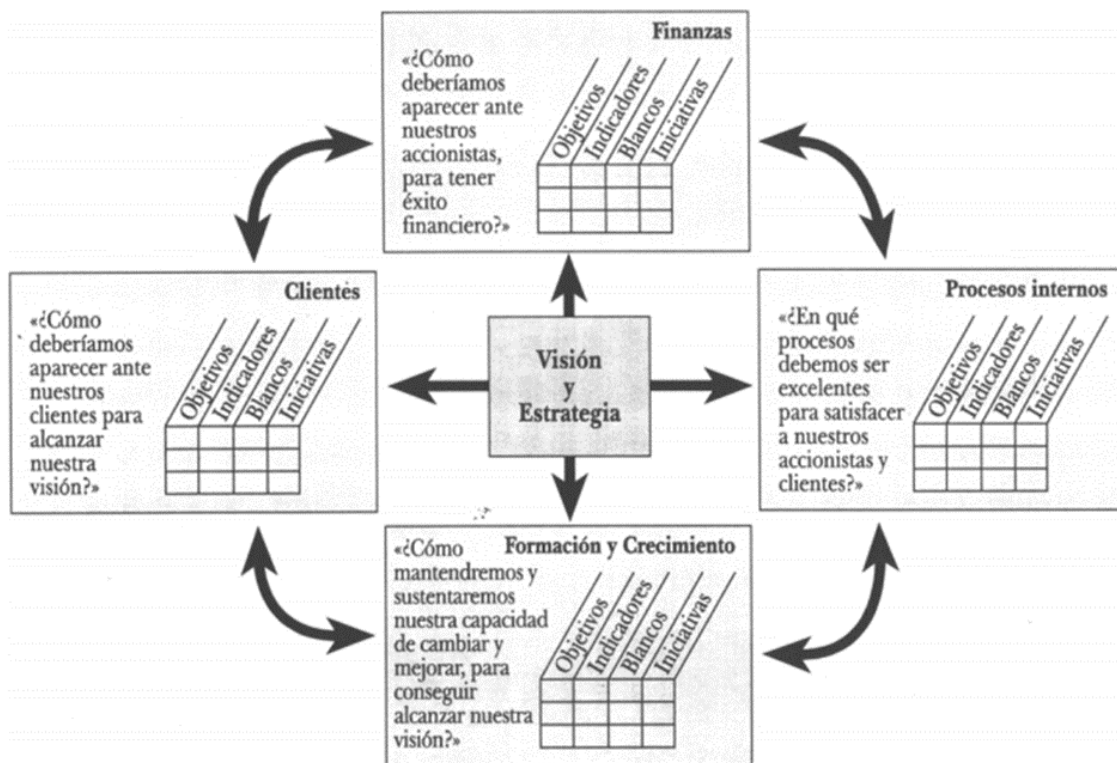 Finanzas
«¿Cómo
deberíamos
aparecer ante
nuestros
accionistas,
para tener
éxito
financiero?»
Objetivos
Indicadores
Blancos
Iniciativas
Clientes
«¿Cómo
deberíamos
aparecer ante
nuestros
clientes para
alcanzar
nuestra
visión?»
Objetivos
Indicadores
Blancos
Iniciativas
Visión
y
Estrategia
Procesos internos
«¿En qué
procesos
debemos ser
excelentes
para satisfacer
a nuestros
accionistas y
clientes?»
Objetivos
Indicadores
Blancos
Iniciativas
Formación y Crecimiento
«¿Cómo
mantendremos y
sustentaremos
nuestra capacidad
de cambiar y
mejorar, para
conseguir
alcanzar nuestra
visión?»
Objetivos
Indicadores
Blancos
Iniciativas